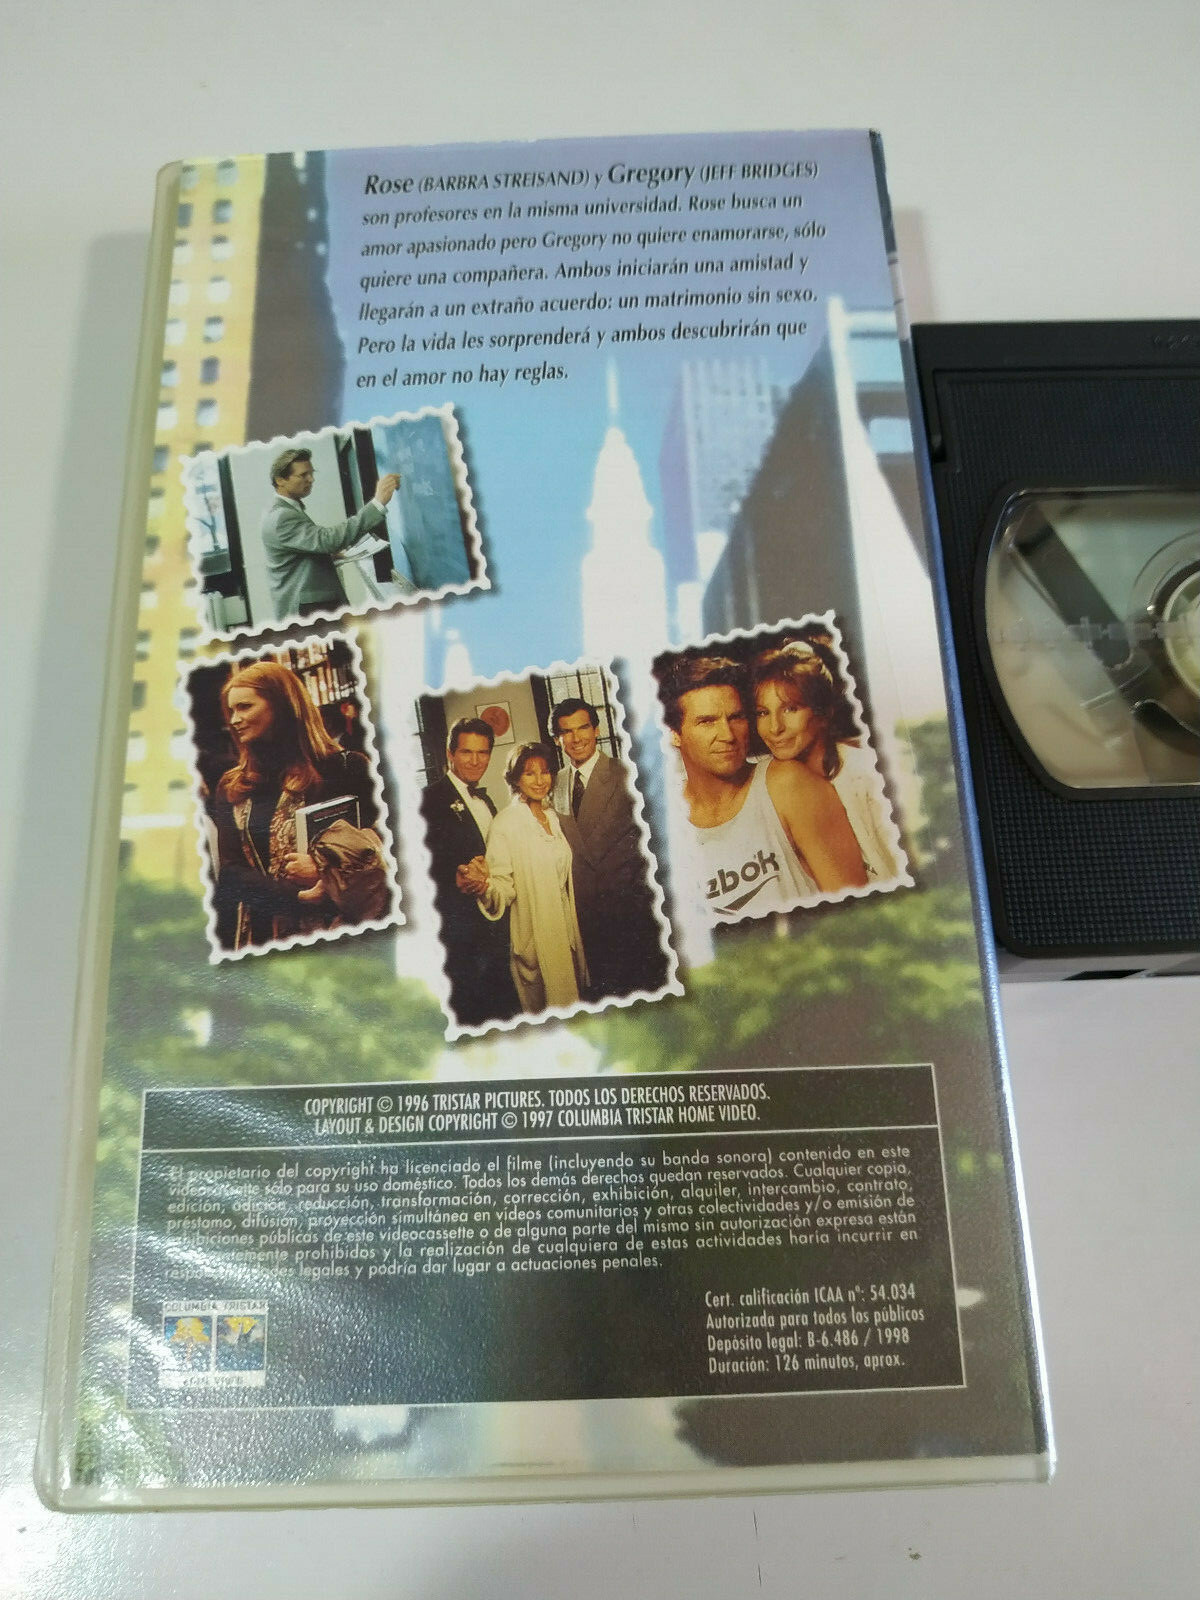 Rose (BARBRA STREISAND) y Gregory (JEFF BRIDGES)
son profesores en la misma universidad. Rose busca un
amor apasionado pero Gregory no quiere enamorarse, sólo
quiere una compañera. Ambos iniciarán una amistad y
llegarán a un extraño acuerdo: un matrimonio sin sexo.
Pero la vida les sorprenderá y ambos descubrirán que
en el amor no hay reglas.
COPYRIGHT © 1996 TRISTAR PICTURES. TODOS LOS DERECHOS RESERVADOS.
LAYOUT & DESIGN COPYRIGHT © 1997 COLUMBIA TRISTAR HOME VIDEO.
El propietario del copyright ha licenciado el filme (incluyendo su banda sonora) contenido en este
videocassette sólo para su uso doméstico. Todos los demás derechos quedan reservados. Cualquier copia,
edición, adición, reducción, transformación, corrección, exhibición, alquiler, intercambio, contrato,
préstamo, difusión, proyección simultánea en vídeos comunitarios y otras colectividades y/o emisión de
exhibiciones públicas de este videocassette o de alguna parte del mismo sin autorización expresa están
prohibidos y la realización de cualquiera de estas actividades haría incurrir en
responsabilidades legales y podría dar lugar a actuaciones penales.
COLUMBIA TRISTAR
Cert. calificación ICAA nº: 54.034
Autorizada para todos los públicos
Depósito legal: B-6.486 / 1998
Duración: 126 minutos, aprox.